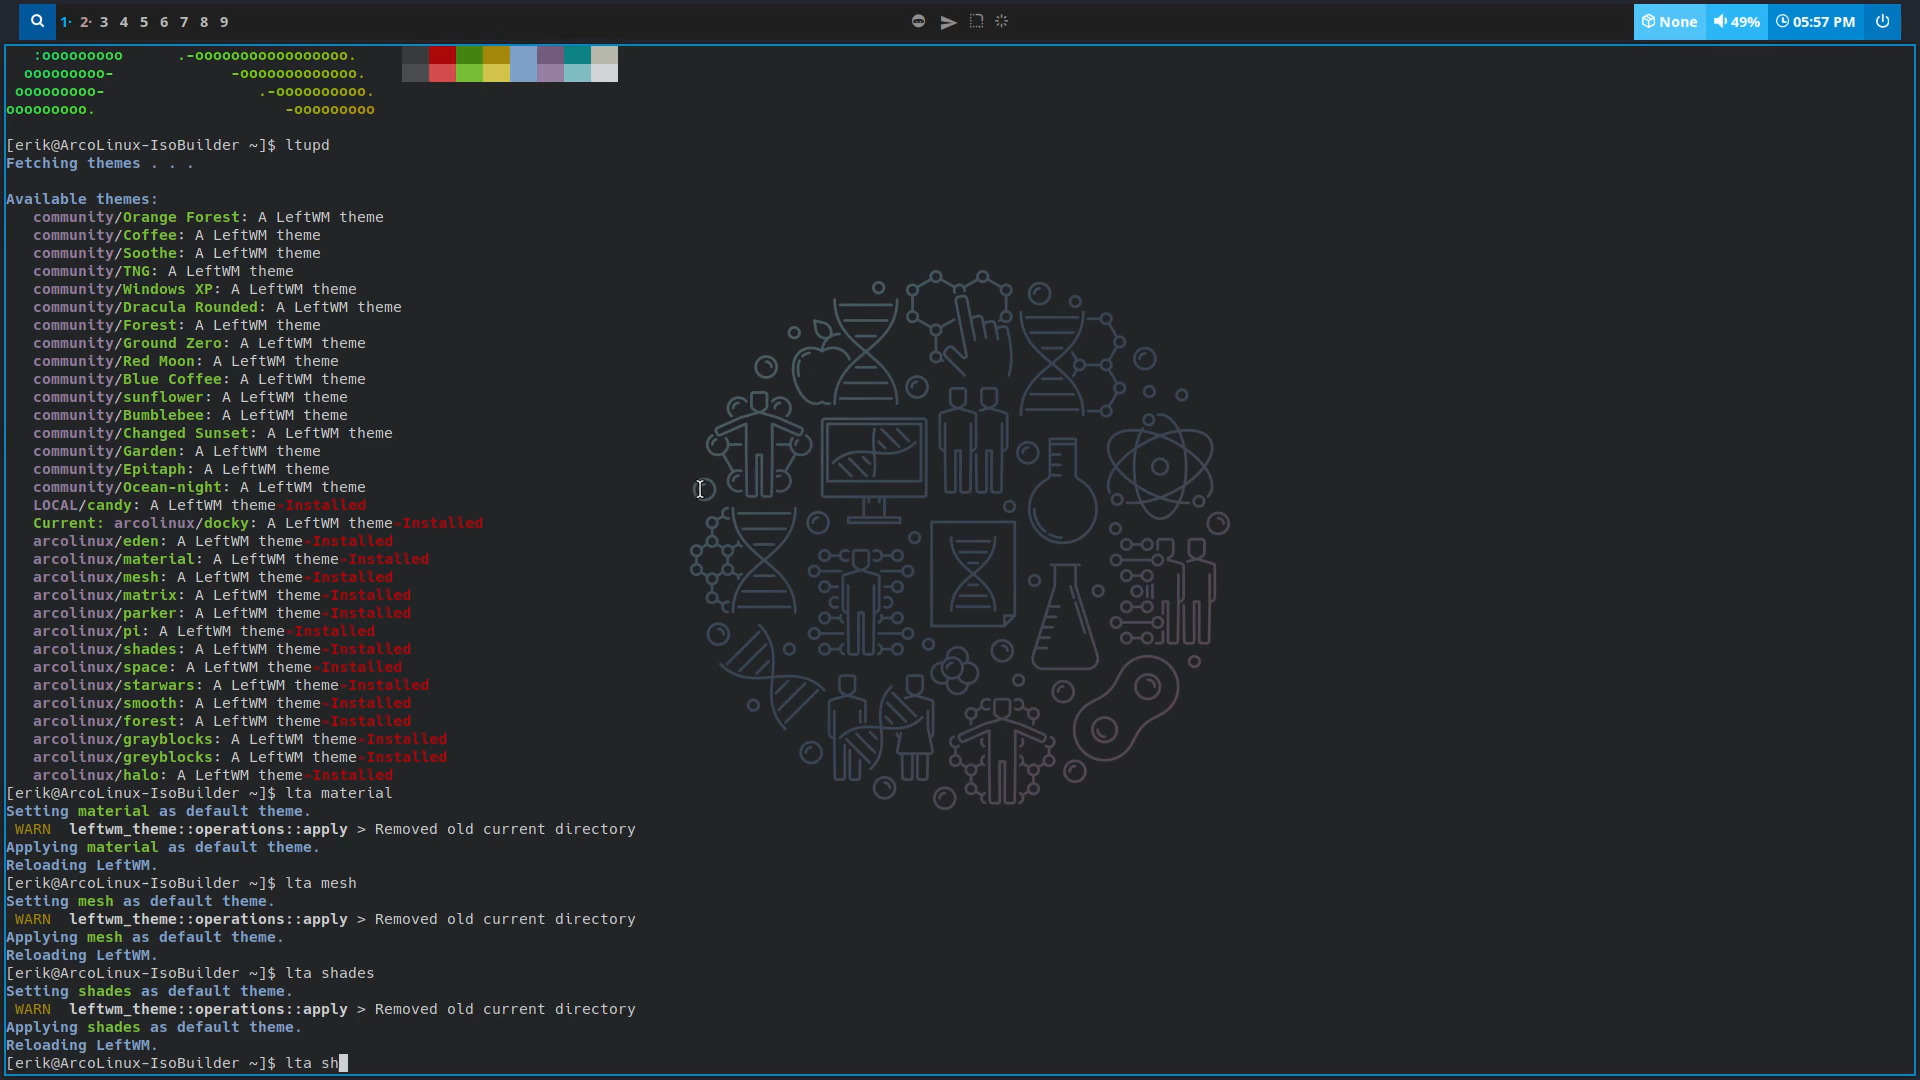 1· 2· 3 4 5 6 7 8 9
None 49% 05:57 PM
:ooooooooo .-ooooooooooooooooo.
ooooooooo- -ooooooooooooo.
ooooooooo- .-oooooooooo.
ooooooooo. -ooooooooo
[erik@ArcoLinux-IsoBuilder ~]$ ltupd
Fetching themes . . .
Available themes:
community/Orange Forest: A LeftWM theme
community/Coffee: A LeftWM theme
community/Soothe: A LeftWM theme
community/TNG: A LeftWM theme
community/Windows XP: A LeftWM theme
community/Dracula Rounded: A LeftWM theme
community/Forest: A LeftWM theme
community/Ground Zero: A LeftWM theme
community/Red Moon: A LeftWM theme
community/Blue Coffee: A LeftWM theme
community/sunflower: A LeftWM theme
community/Bumblebee: A LeftWM theme
community/Changed Sunset: A LeftWM theme
community/Garden: A LeftWM theme
community/Epitaph: A LeftWM theme
community/Ocean-night: A LeftWM theme
LOCAL/candy: A LeftWM theme-Installed
Current: arcolinux/docky: A LeftWM theme-Installed
arcolinux/eden: A LeftWM theme-Installed
arcolinux/material: A LeftWM theme-Installed
arcolinux/mesh: A LeftWM theme-Installed
arcolinux/matrix: A LeftWM theme-Installed
arcolinux/parker: A LeftWM theme-Installed
arcolinux/pi: A LeftWM theme-Installed
arcolinux/shades: A LeftWM theme-Installed
arcolinux/space: A LeftWM theme-Installed
arcolinux/starwars: A LeftWM theme-Installed
arcolinux/smooth: A LeftWM theme-Installed
arcolinux/forest: A LeftWM theme-Installed
arcolinux/grayblocks: A LeftWM theme-Installed
arcolinux/greyblocks: A LeftWM theme-Installed
arcolinux/halo: A LeftWM theme-Installed
[erik@ArcoLinux-IsoBuilder ~]$ lta material
Setting material as default theme.
WARN leftwm_theme::operations::apply > Removed old current directory
Applying material as default theme.
Reloading LeftWM.
[erik@ArcoLinux-IsoBuilder ~]$ lta mesh
Setting mesh as default theme.
WARN leftwm_theme::operations::apply > Removed old current directory
Applying mesh as default theme.
Reloading LeftWM.
[erik@ArcoLinux-IsoBuilder ~]$ lta shades
Setting shades as default theme.
WARN leftwm_theme::operations::apply > Removed old current directory
Applying shades as default theme.
Reloading LeftWM.
[erik@ArcoLinux-IsoBuilder ~]$ lta sh